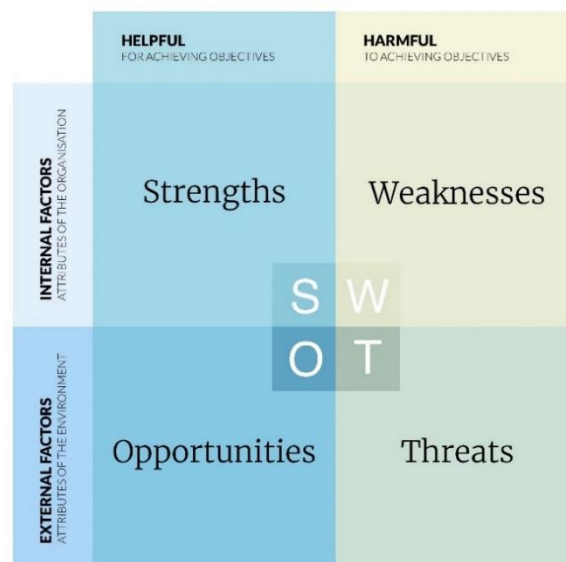 HELPFUL
FOR ACHIEVING OBJECTIVES
HARMFUL
TO ACHIEVING OBJECTIVES
INTERNAL FACTORS
ATTRIBUTES OF THE ORGANISATION
Strengths
Weaknesses
S W
O T
EXTERNAL FACTORS
ATTRIBUTES OF THE ENVIRONMENT
Opportunities
Threats